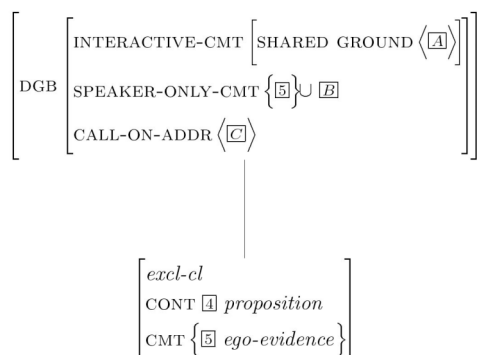 INTERACTIVE-CMT [SHARED GROUND ⟨[A]⟩]
DGB SPEAKER-ONLY-CMT {[5]}∪ [B]
CALL-ON-ADDR ⟨[C]⟩
excl-cl
CONT [4] proposition
CMT {[5] ego-evidence}